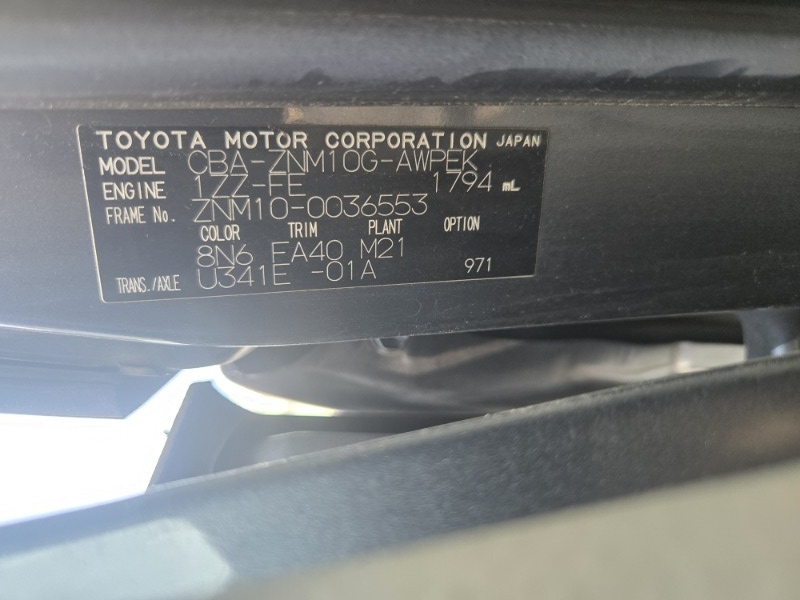 TOYOTA MOTOR CORPORATION JAPAN
MODEL CBA-ZNM10G-AWPEK
ENGINE 1ZZ-FE 1794 mL
FRAME No. ZNM10-0036553
COLOR TRIM PLANT OPTION
8N6 EA40 M21
TRANS./AXLE U341E -01A 971